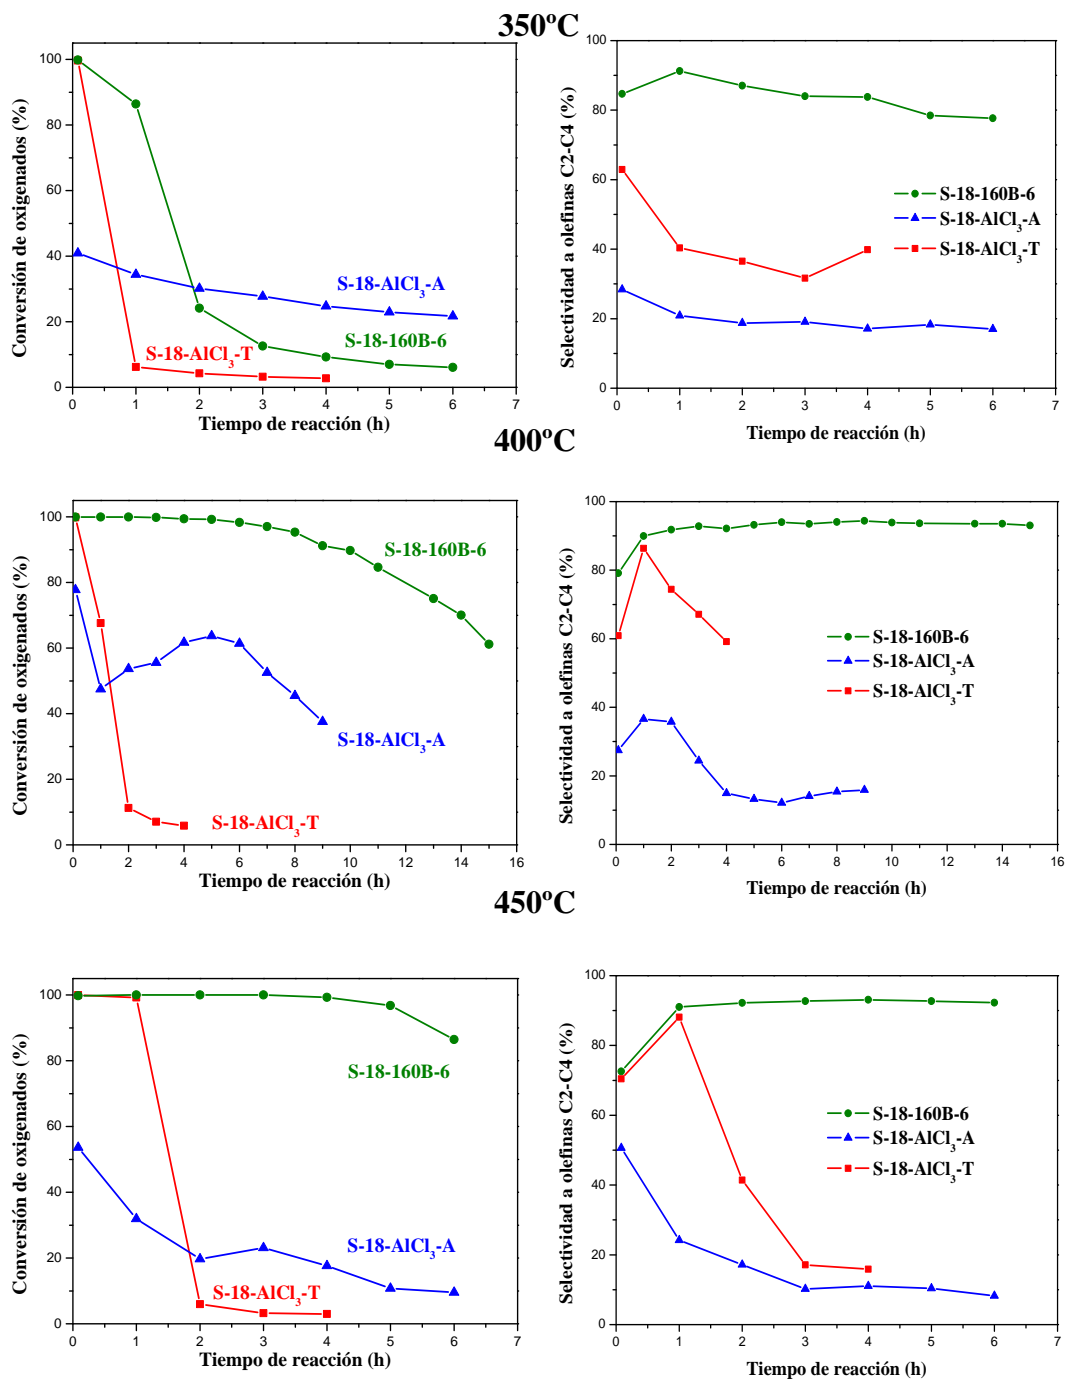 350ºC
Conversión de oxigenados (%)
100
80
60
40
20
0
S-18-AlCl3-A
S-18-160B-6
S-18-AlCl3-T
0 1 2 3 4 5 6 7
Tiempo de reacción (h)
Selectividad a olefinas C2-C4 (%)
100
80
60
40
20
0
S-18-160B-6
S-18-AlCl3-A
S-18-AlCl3-T
0 1 2 3 4 5 6 7
Tiempo de reacción (h)
400ºC
Conversión de oxigenados (%)
100
80
60
40
20
0
S-18-160B-6
S-18-AlCl3-A
S-18-AlCl3-T
0 2 4 6 8 10 12 14 16
Tiempo de reacción (h)
Selectividad a olefinas C2-C4 (%)
100
80
60
40
20
0
S-18-160B-6
S-18-AlCl3-A
S-18-AlCl3-T
0 2 4 6 8 10 12 14 16
Tiempo de reacción (h)
450ºC
Conversión de oxigenados (%)
100
80
60
40
20
0
S-18-160B-6
S-18-AlCl3-A
S-18-AlCl3-T
0 1 2 3 4 5 6 7
Tiempo de reacción (h)
Selectividad a olefinas C2-C4 (%)
100
80
60
40
20
0
S-18-160B-6
S-18-AlCl3-A
S-18-AlCl3-T
0 1 2 3 4 5 6 7
Tiempo de reacción (h)